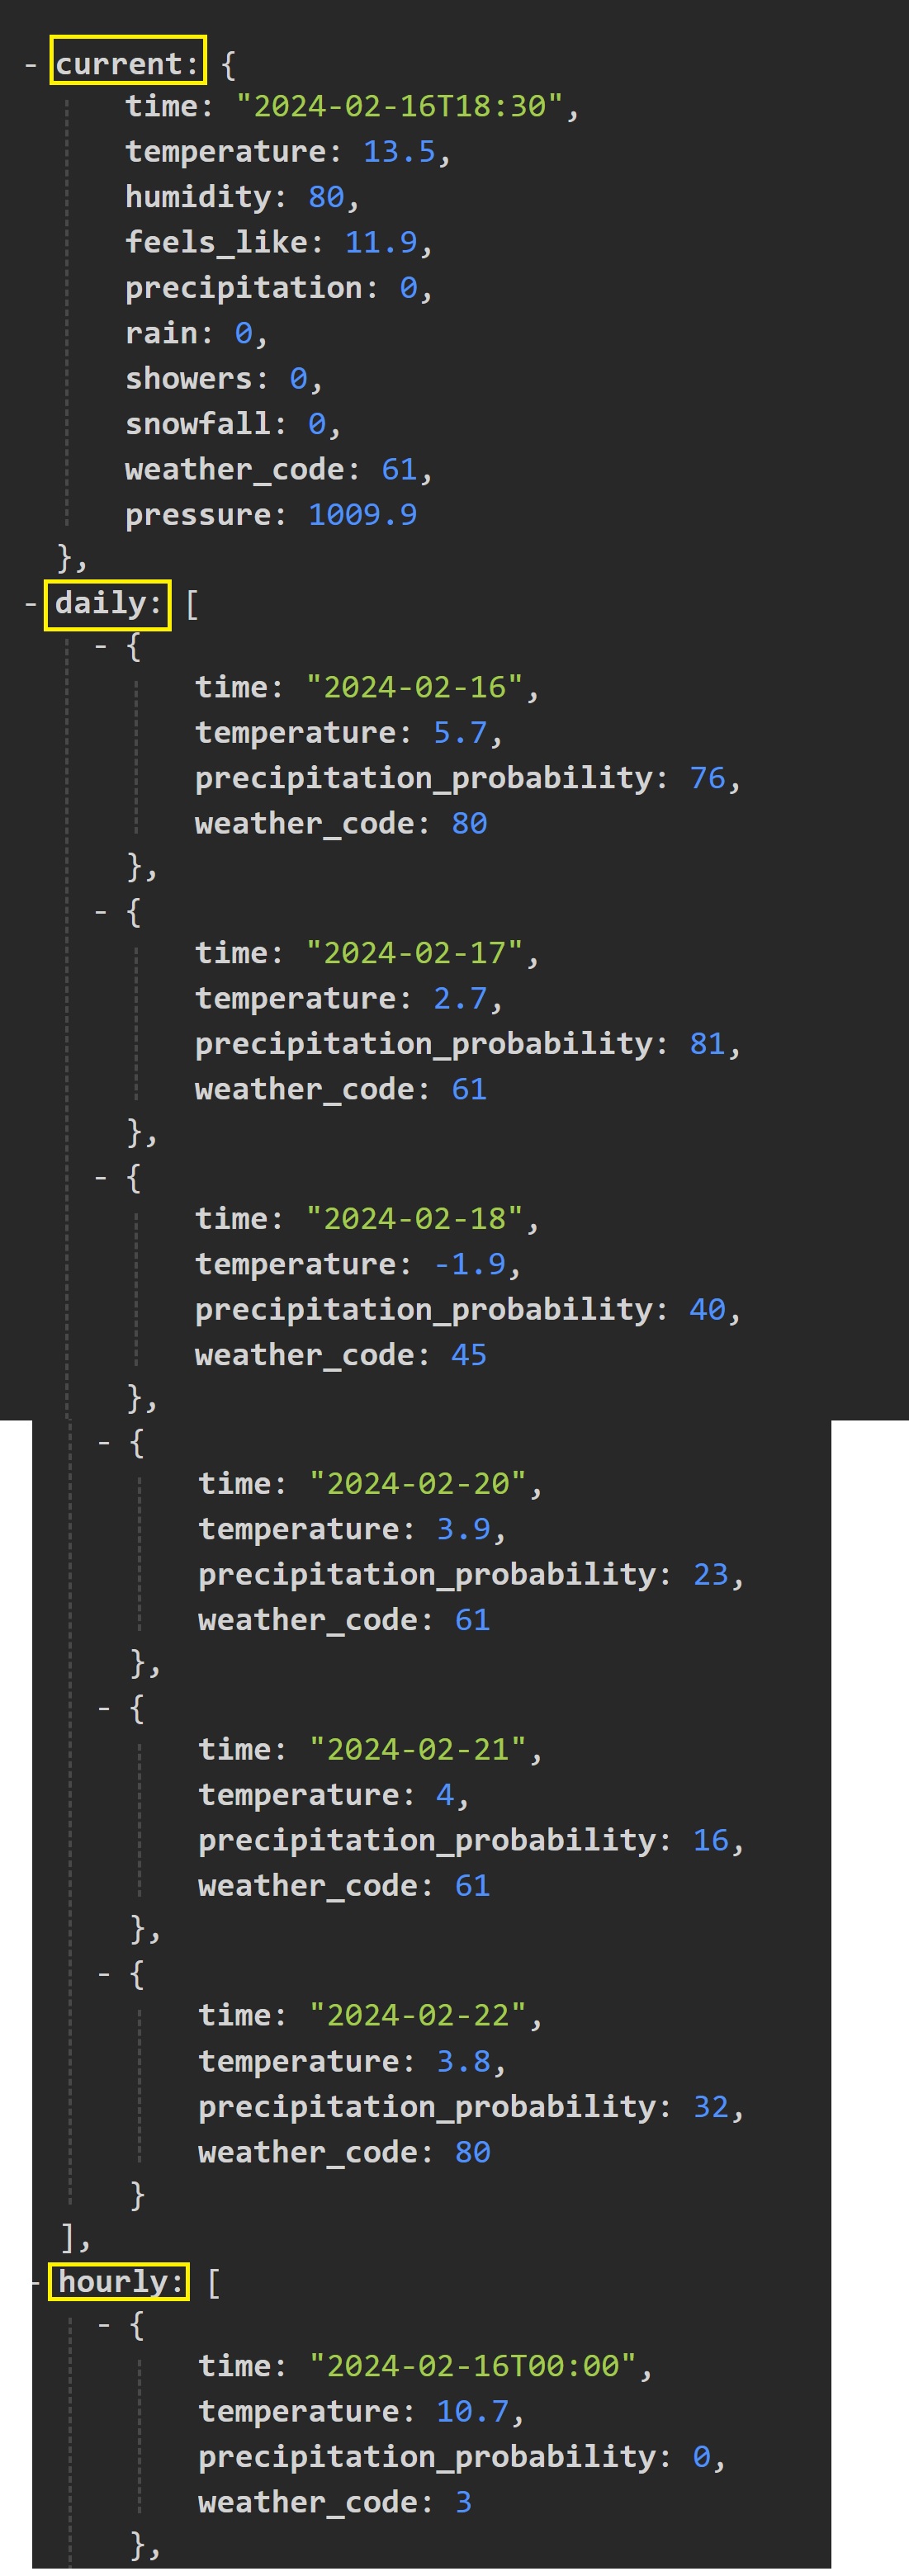 - current: {
time: "2024-02-16T18:30",
temperature: 13.5,
humidity: 80,
feels_like: 11.9,
precipitation: 0,
rain: 0,
showers: 0,
snowfall: 0,
weather_code: 61,
pressure: 1009.9
},
- daily: [
- {
time: "2024-02-16",
temperature: 5.7,
precipitation_probability: 76,
weather_code: 80
},
- {
time: "2024-02-17",
temperature: 2.7,
precipitation_probability: 81,
weather_code: 61
},
- {
time: "2024-02-18",
temperature: -1.9,
precipitation_probability: 40,
weather_code: 45
},
- {
time: "2024-02-20",
temperature: 3.9,
precipitation_probability: 23,
weather_code: 61
},
- {
time: "2024-02-21",
temperature: 4,
precipitation_probability: 16,
weather_code: 61
},
- {
time: "2024-02-22",
temperature: 3.8,
precipitation_probability: 32,
weather_code: 80
}
],
- hourly: [
- {
time: "2024-02-16T00:00",
temperature: 10.7,
precipitation_probability: 0,
weather_code: 3
},